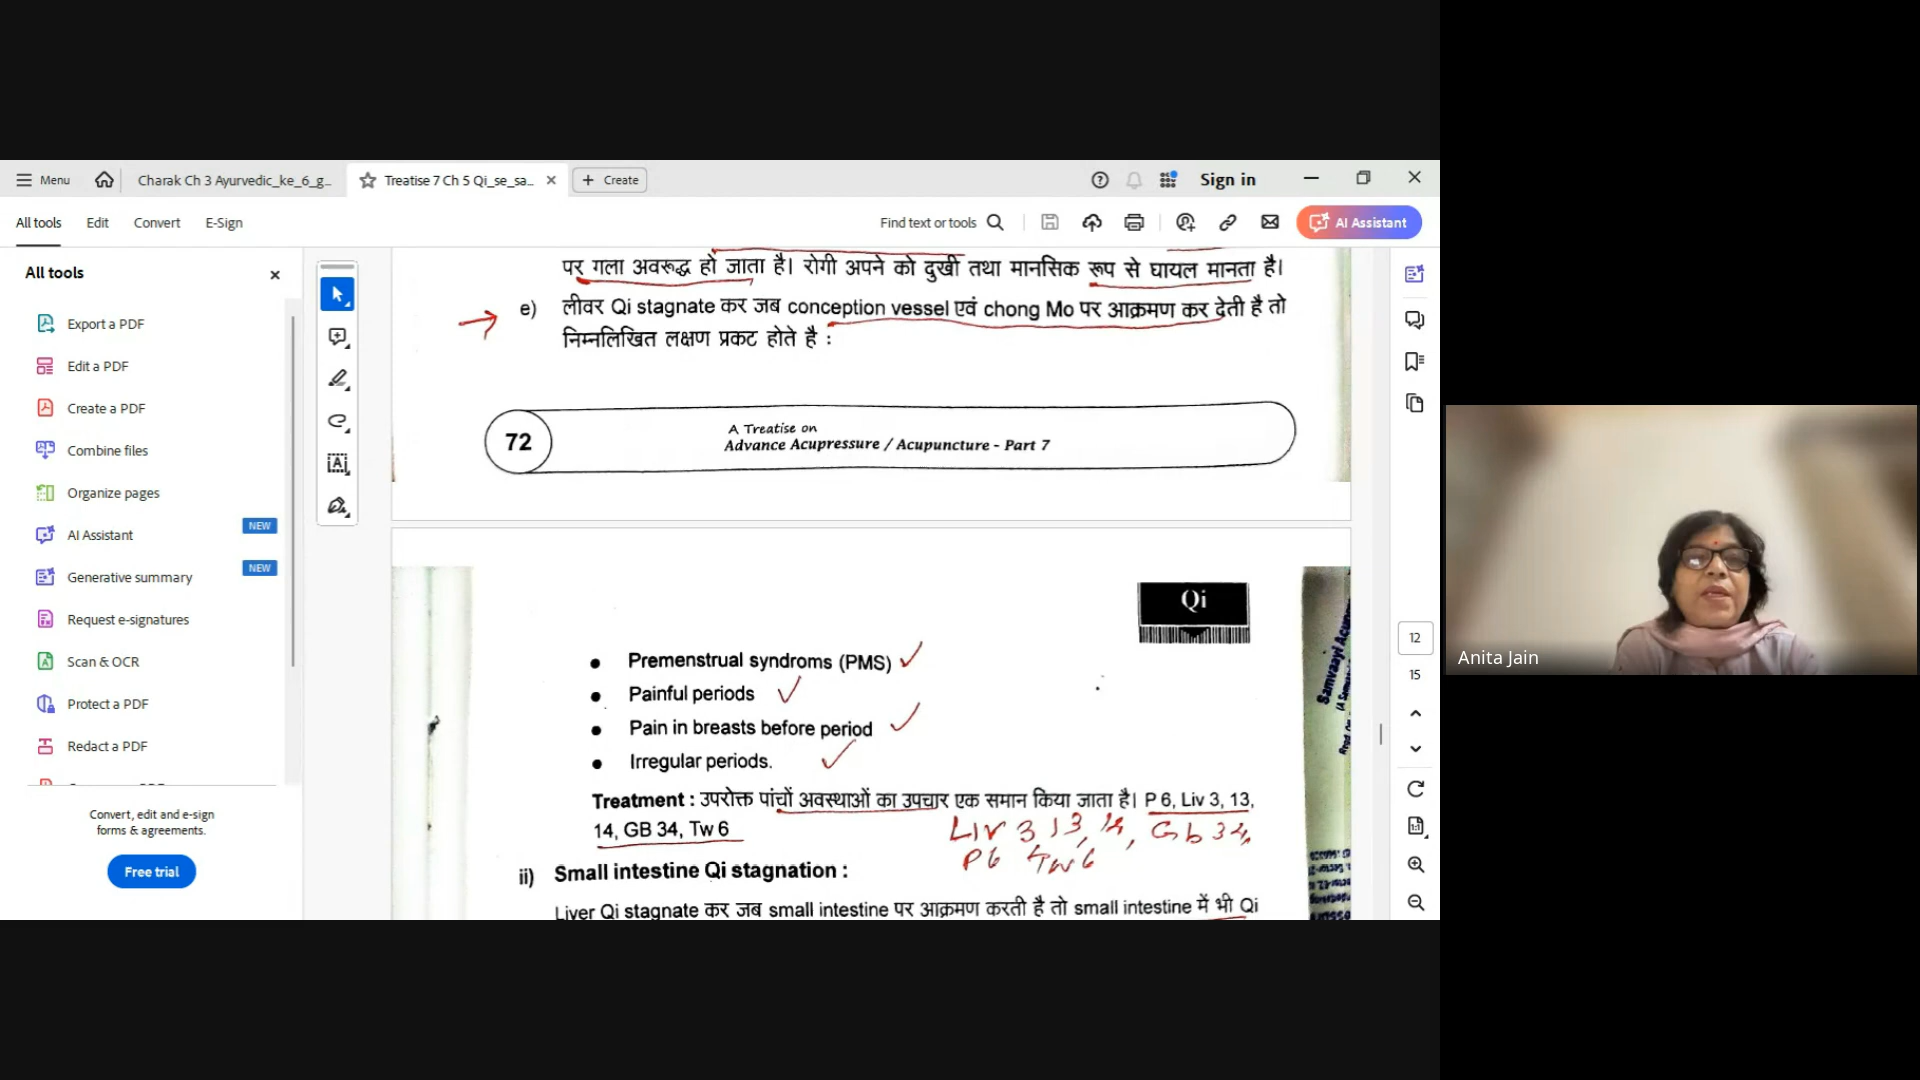 Menu
Charak Ch 3 Ayurvedic_ke_6_g...
Treatise 7 Ch 5 Qi_se_sa...
Create
Sign in
All tools
Edit
Convert
E-Sign
Find text or tools
AI Assistant
All tools
Export a PDF
Edit a PDF
Create a PDF
Combine files
Organize pages
AI Assistant
NEW
Generative summary
NEW
Request e-signatures
Scan & OCR
Protect a PDF
Redact a PDF
Convert, edit and e-sign
forms & agreements.
Free trial
पर गला अवरूद्ध हो जाता है। रोगी अपने को दुखी तथा मानसिक रूप से घायल मानता है।
e) लीवर Qi stagnate कर जब conception vessel एवं chong Mo पर आक्रमण कर देती है तो
निम्नलिखित लक्षण प्रकट होते है :
72
A Treatise on
Advance Acupressure / Acupuncture - Part 7
Qi
• Premenstrual syndroms (PMS)
• Painful periods
• Pain in breasts before period
• Irregular periods.
Treatment : उपरोक्त पांचों अवस्थाओं का उपचार एक समान किया जाता है। P 6, Liv 3, 13,
14, GB 34, Tw 6
Liv 3 13, 14, Gb 34,
P6 Tw 6
ii) Small intestine Qi stagnation :
Liver Qi stagnate कर जब small intestine पर आक्रमण करती है तो small intestine में भी Qi
12
15
Anita Jain